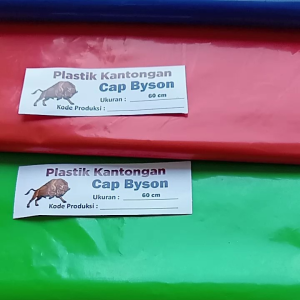 Plastik Kantongan
Cap Byson
Ukuran : 60 cm
Kode Produksi :
Plastik Kantongan
Cap Byson
Ukuran : 60 cm
Kode Produksi :